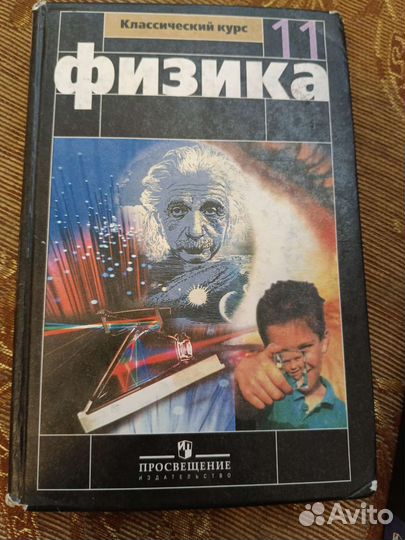 Классический курс
11
физика
ПРОСВЕЩЕНИЕ
ИЗДАТЕЛЬСТВО
Avito